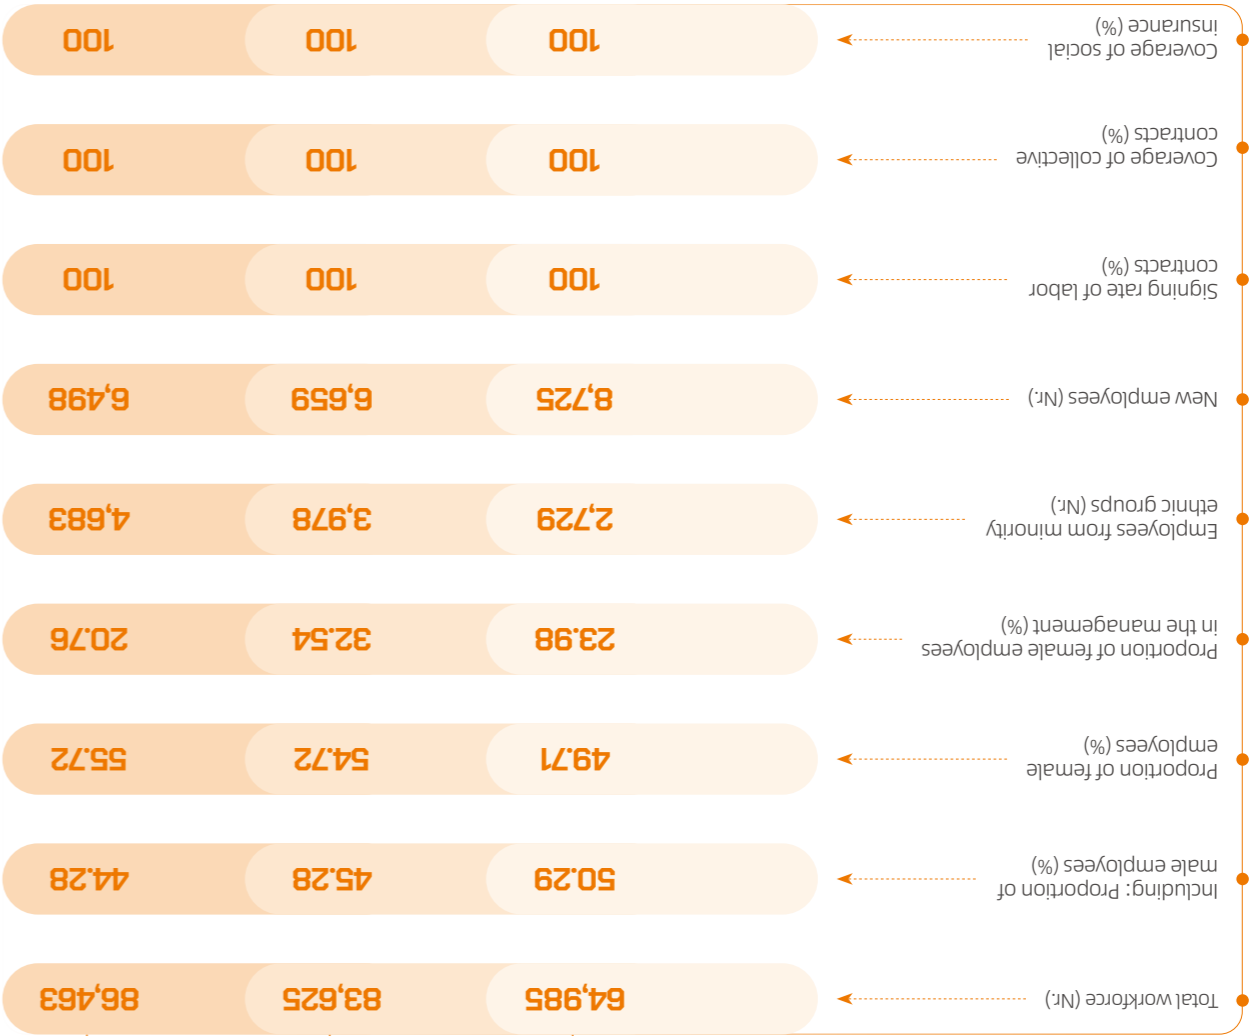 Total workforce (Nr.)
64,985 83,625 86,463
Including: Proportion of
male employees (%)
50.29 45.28 44.28
Proportion of female
employees (%)
49.71 54.72 55.72
Proportion of female employees
in the management (%)
23.98 32.54 20.76
Employees from minority
ethnic groups (Nr.)
2,729 3,978 4,683
New employees (Nr.)
8,725 6,659 6,498
Signing rate of labor
contracts (%)
100 100 100
Coverage of collective
contracts (%)
100 100 100
Coverage of social
insurance (%)
100 100 100